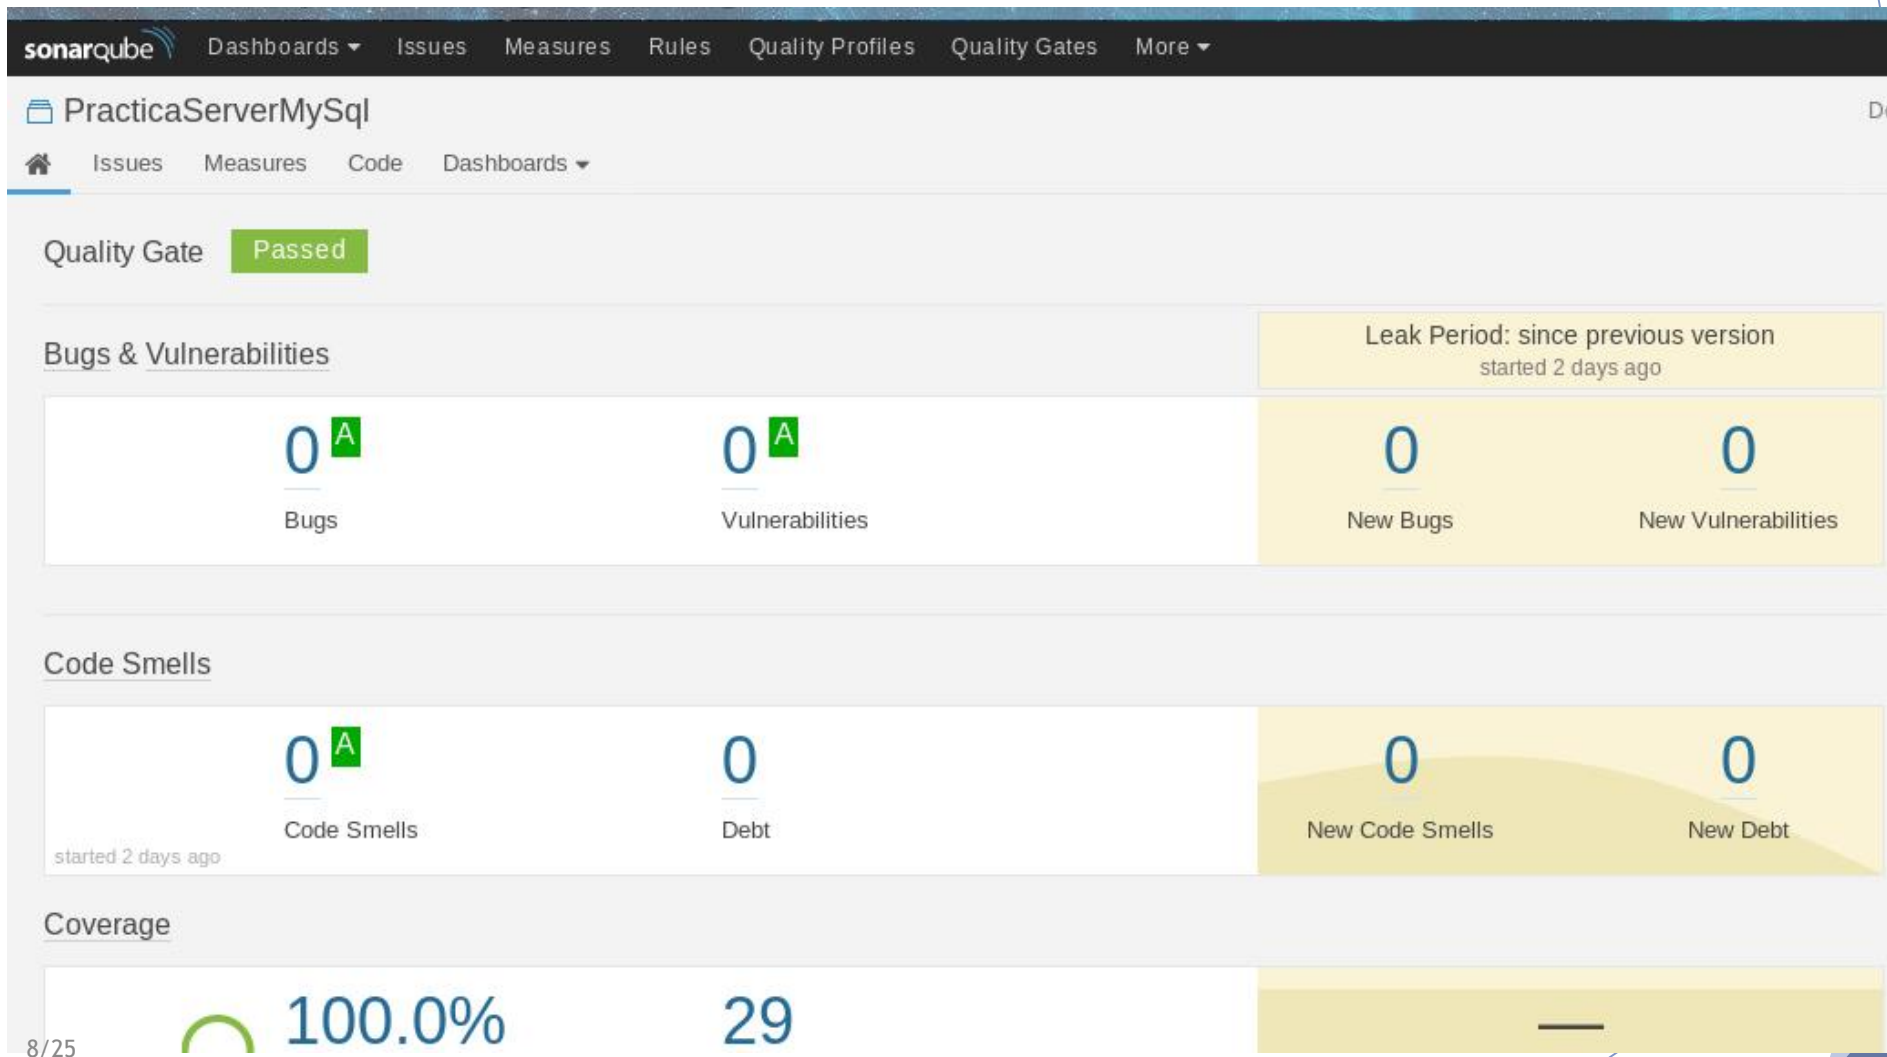 sonarqube Dashboards Issues Measures Rules Quality Profiles Quality Gates More
PracticaServerMySql
Issues Measures Code Dashboards
Quality Gate Passed
Bugs & Vulnerabilities
Leak Period: since previous version
started 2 days ago
0 A 0 A 0 0
Bugs Vulnerabilities New Bugs New Vulnerabilities
Code Smells
0 A 0 0 0
Code Smells Debt New Code Smells New Debt
started 2 days ago
Coverage
100.0% 29 —
8/25